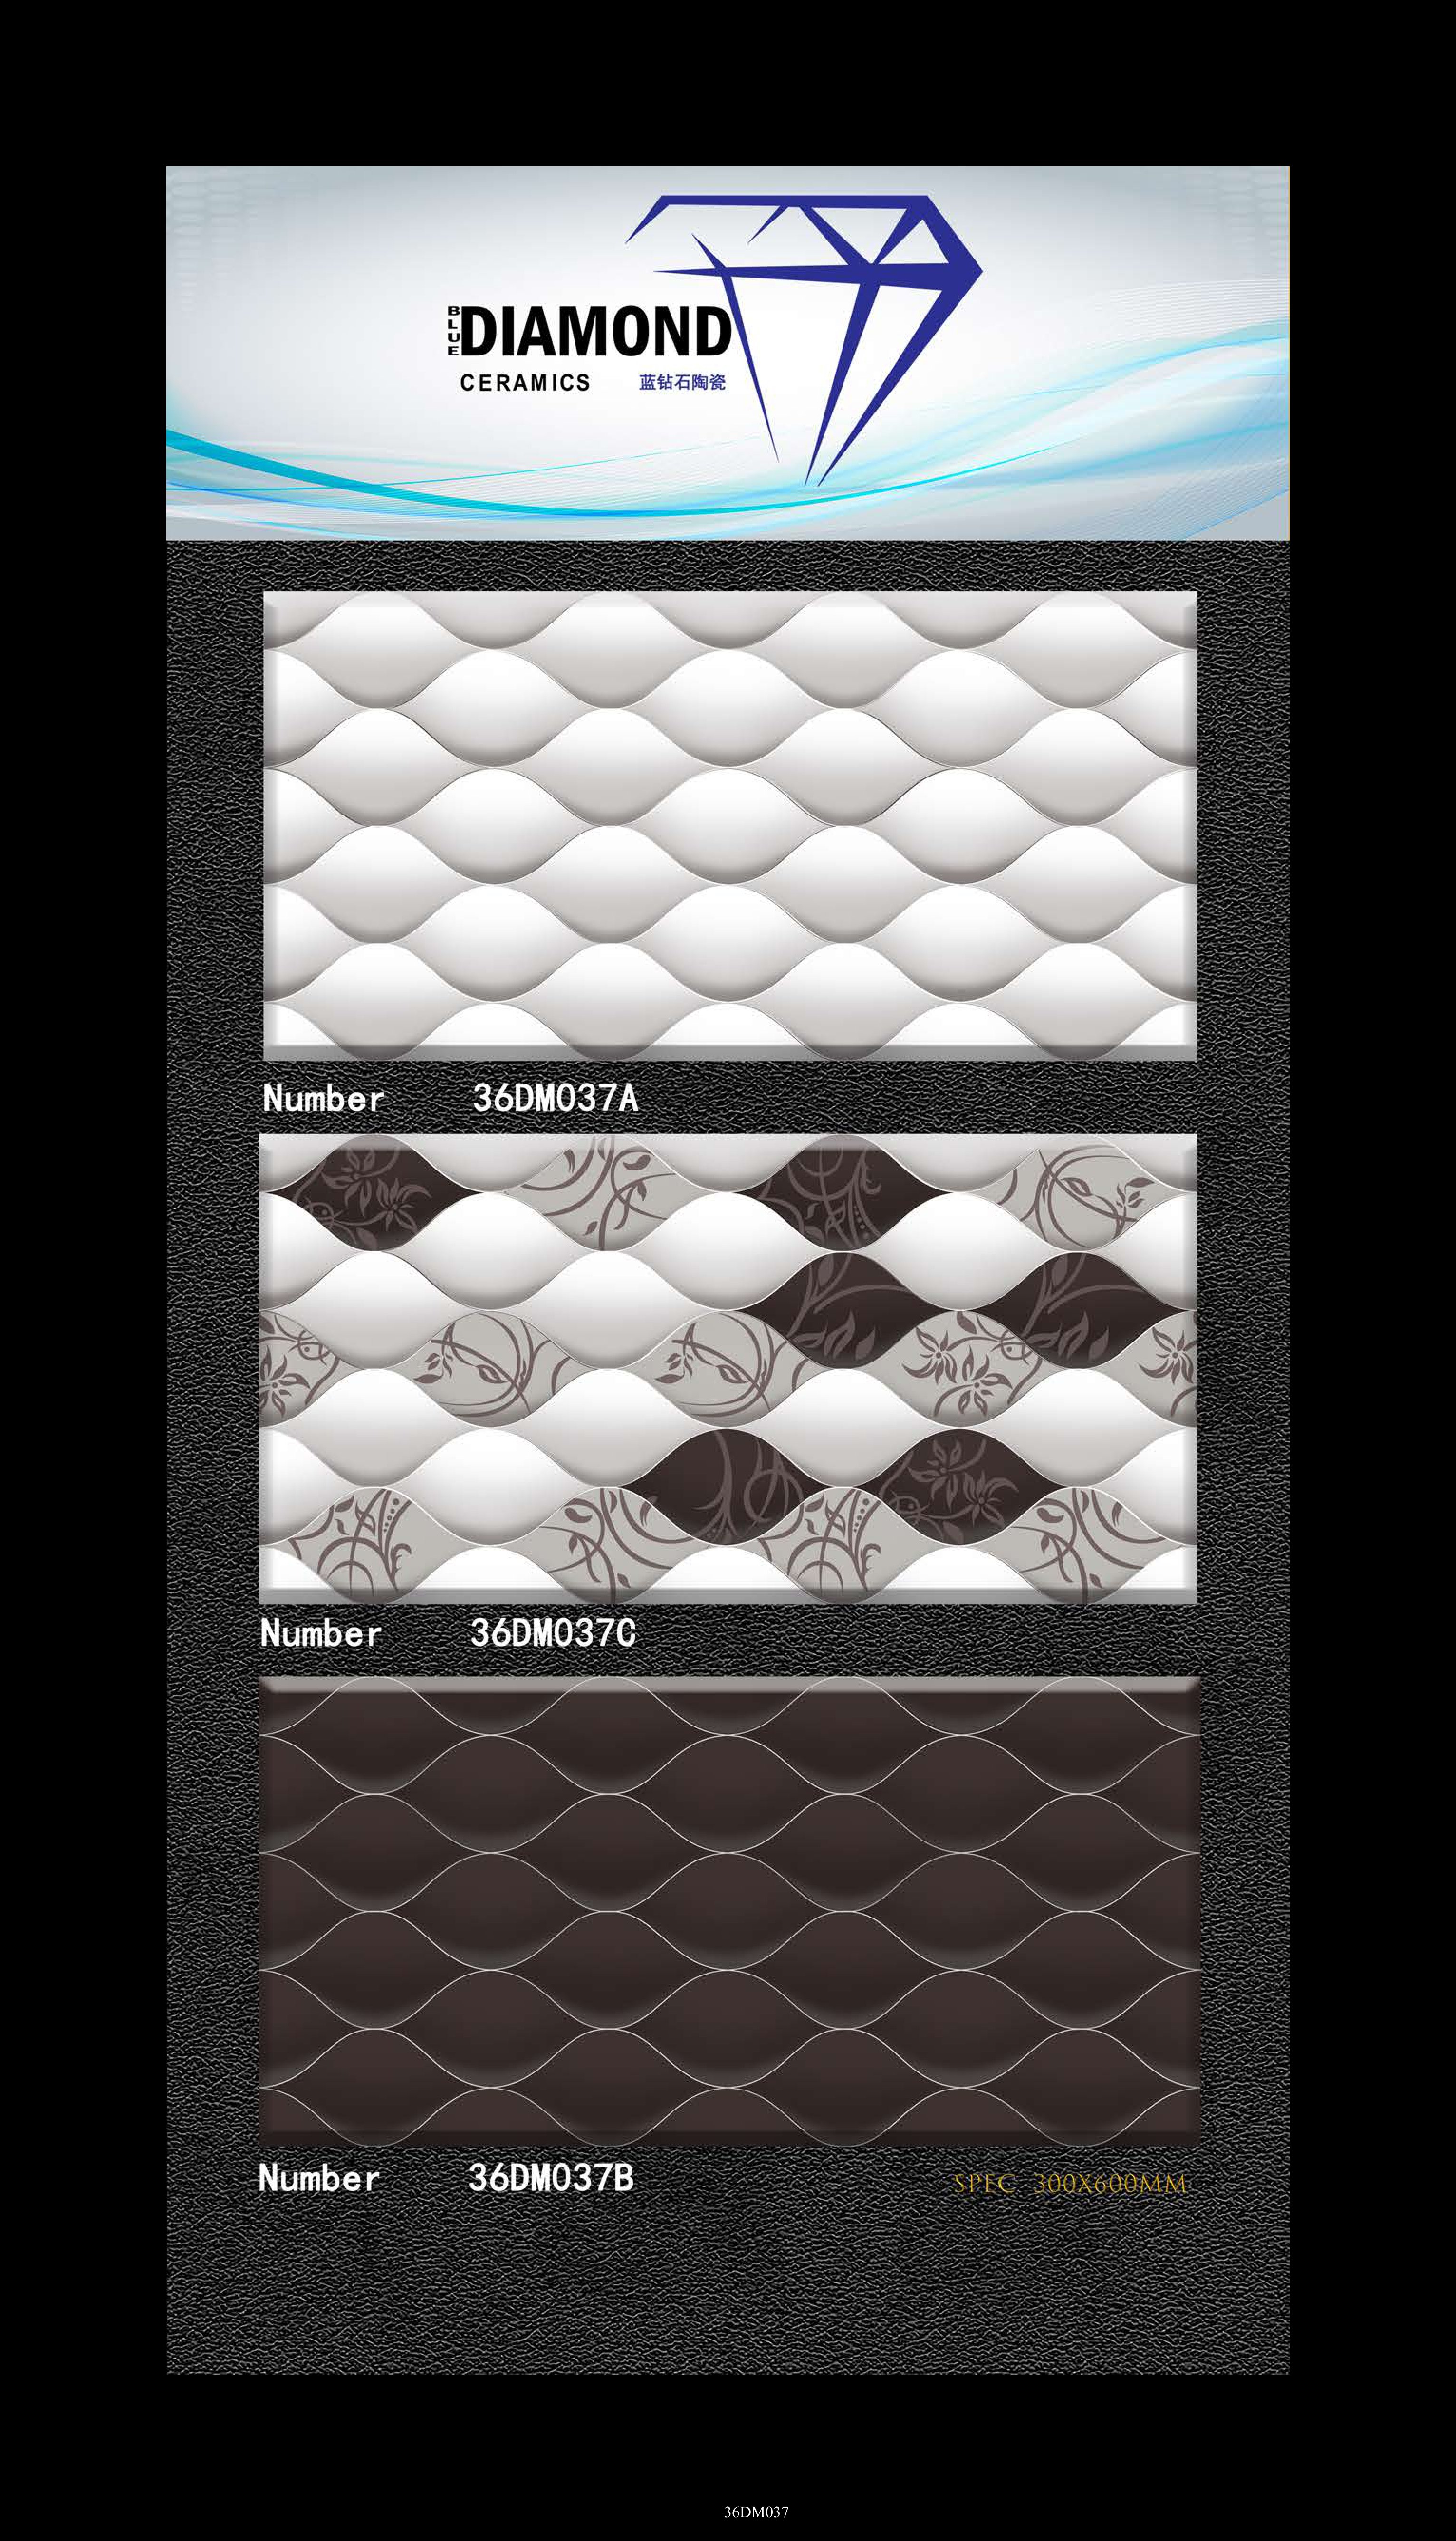 BLUE DIAMOND
CERAMICS 蓝钻石陶瓷
Number 36DM037A
Number 36DM037C
Number 36DM037B
SPEC 300X600MM
36DM037